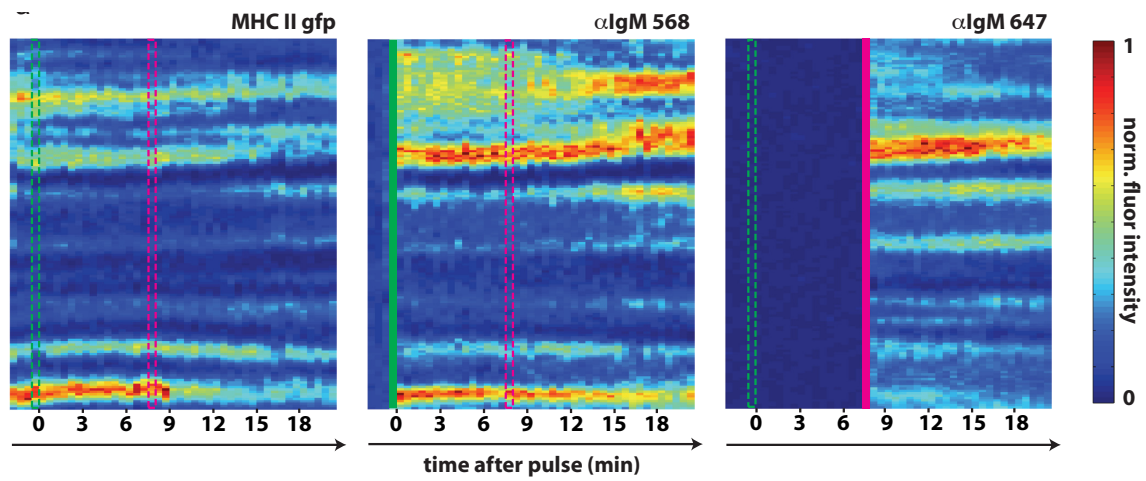 MHC II gfp
αIgM 568
αIgM 647
1
norm. fluor intensity
0
0 3 6 9 12 15 18
0 3 6 9 12 15 18
0 3 6 9 12 15 18
time after pulse (min)